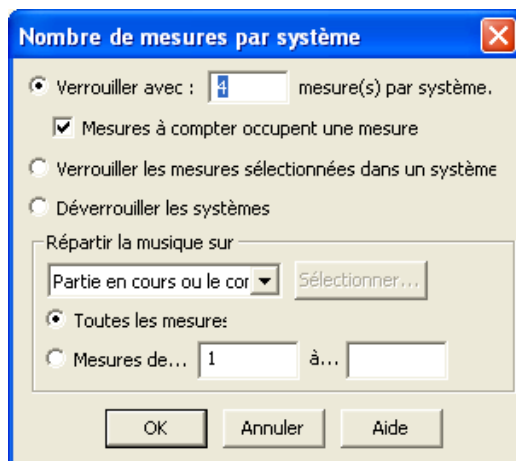 Nombre de mesures par système
Verrouiller avec : 4 mesure(s) par système.
Mesures à compter occupent une mesure
Verrouiller les mesures sélectionnées dans un système
Déverrouiller les systèmes
Répartir la musique sur
Partie en cours ou le cor Sélectionner...
Toutes les mesures
Mesures de... 1 à...
OK Annuler Aide